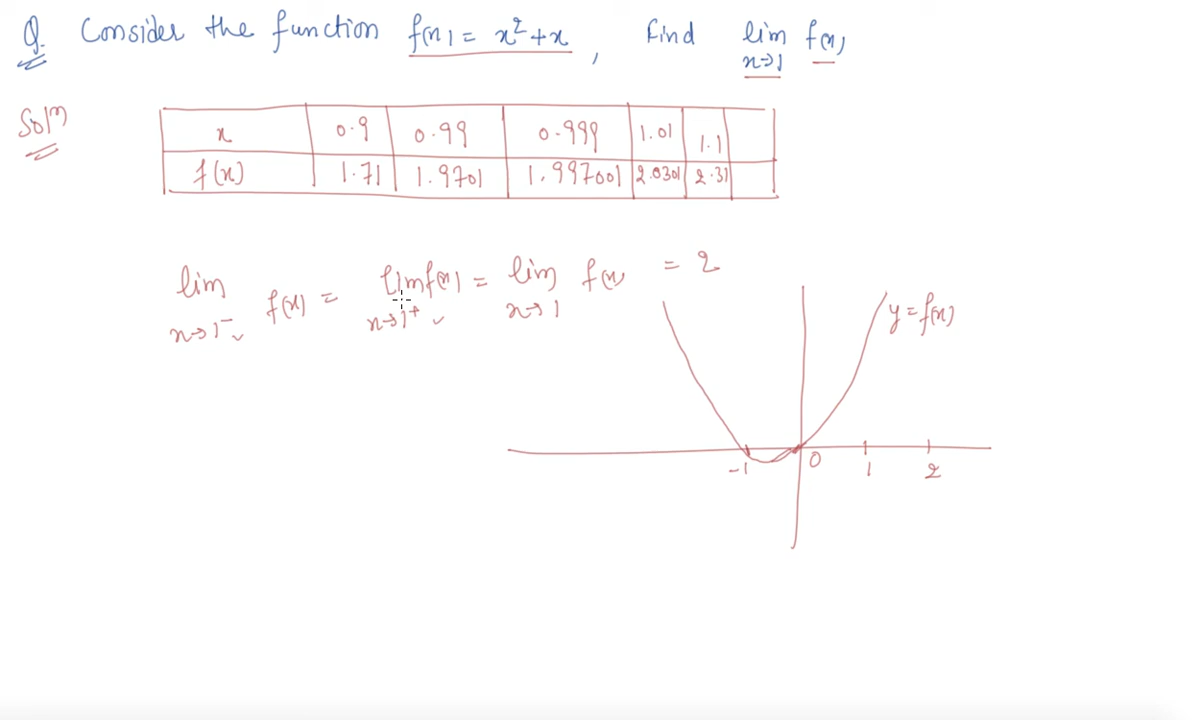 Q. Consider the function f(x) = x²+x , Find lim x→1 f(x)
Soln
x 0.9 0.99 0.999 1.01 1.1
f(x) 1.71 1.9701 1.997001 2.0301 2.31
lim x→1⁻ f(x) = lim x→1⁺ f(x) = lim x→1 f(x) = 2
y = f(x)
-1 0 1 2